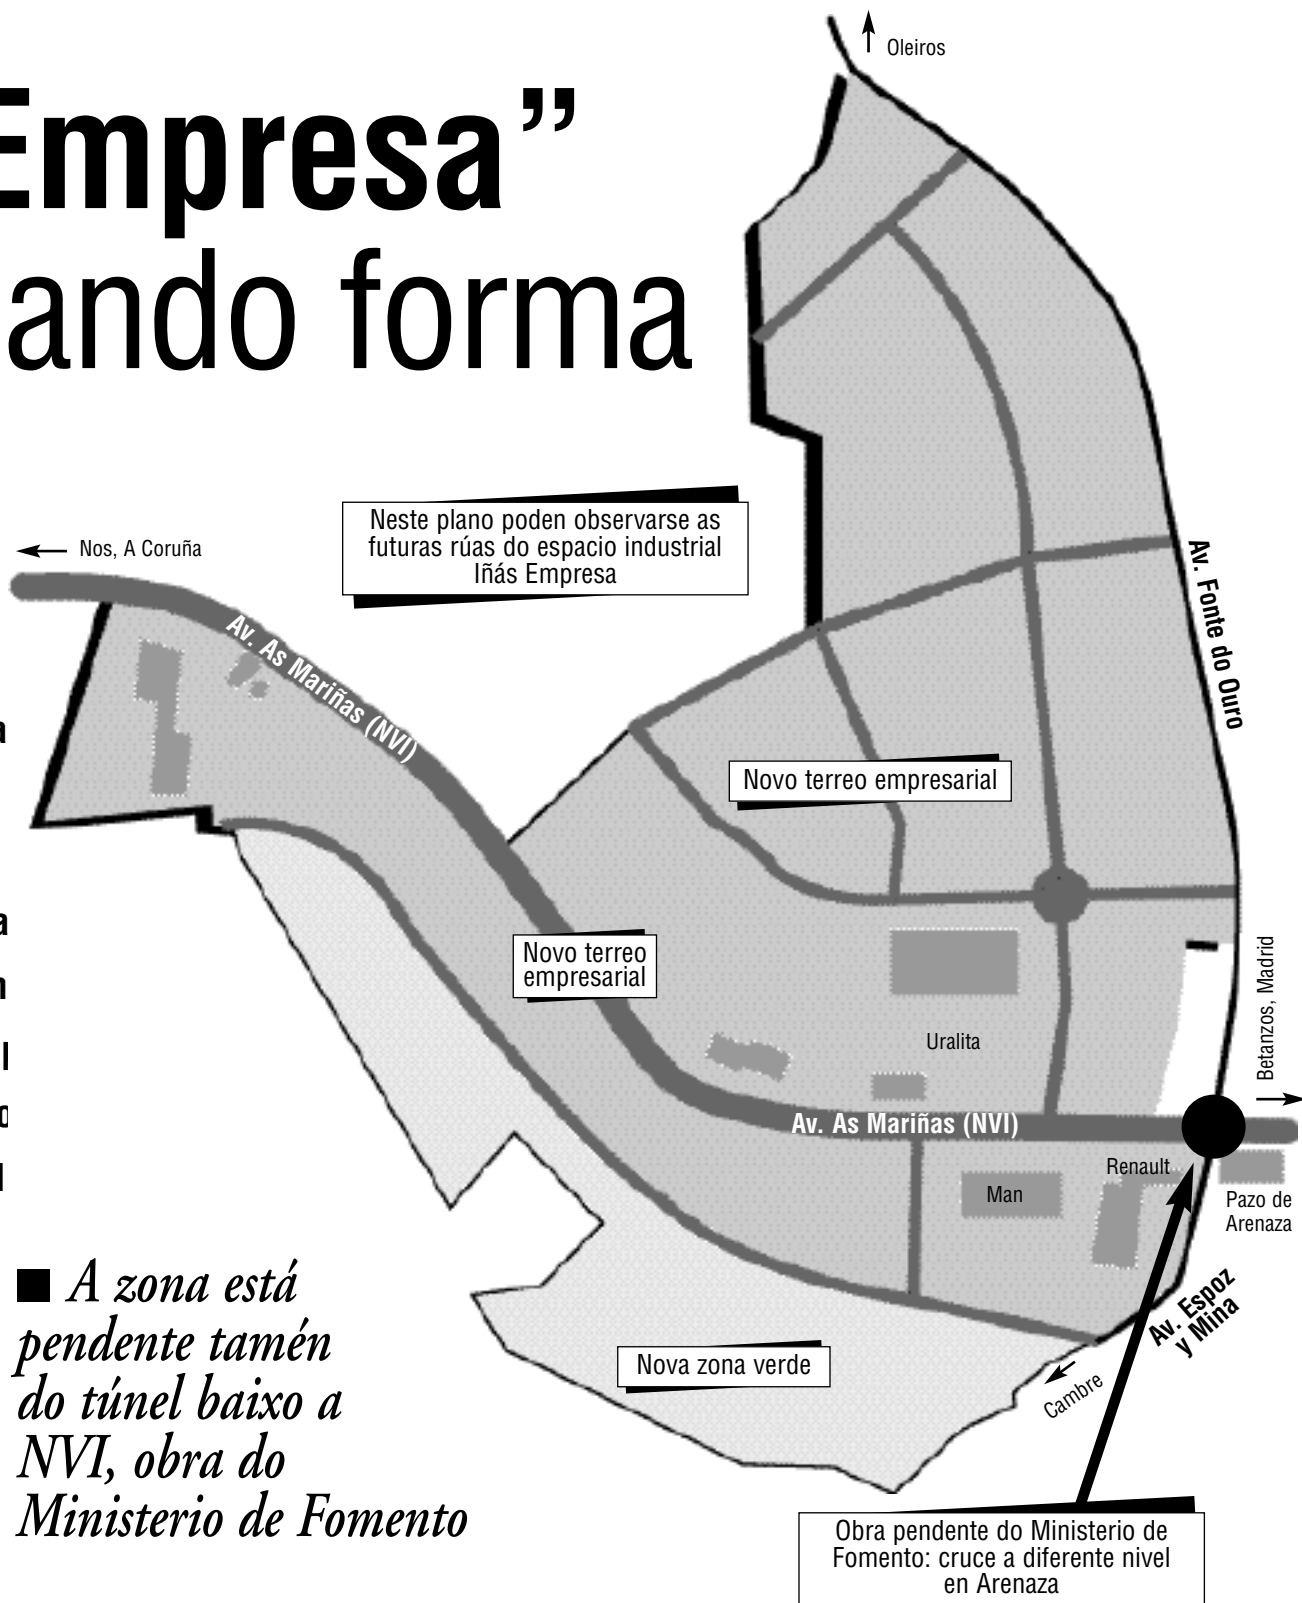 Empresa”
ando forma
Oleiros
Neste plano poden observarse as
futuras rúas do espacio industrial
Iñás Empresa
Nos, A Coruña
Av. As Mariñas (NVI)
Av. Fonte do Ouro
Novo terreo empresarial
Novo terreo
empresarial
Uralita
Betanzos, Madrid
Av. As Mariñas (NVI)
Renault
Man
Pazo de
Arenaza
Av. Espoz
y Mina
Cambre
Nova zona verde
■ A zona está
pendente tamén
do túnel baixo a
NVI, obra do
Ministerio de Fomento
Obra pendente do Ministerio de
Fomento: cruce a diferente nivel
en Arenaza